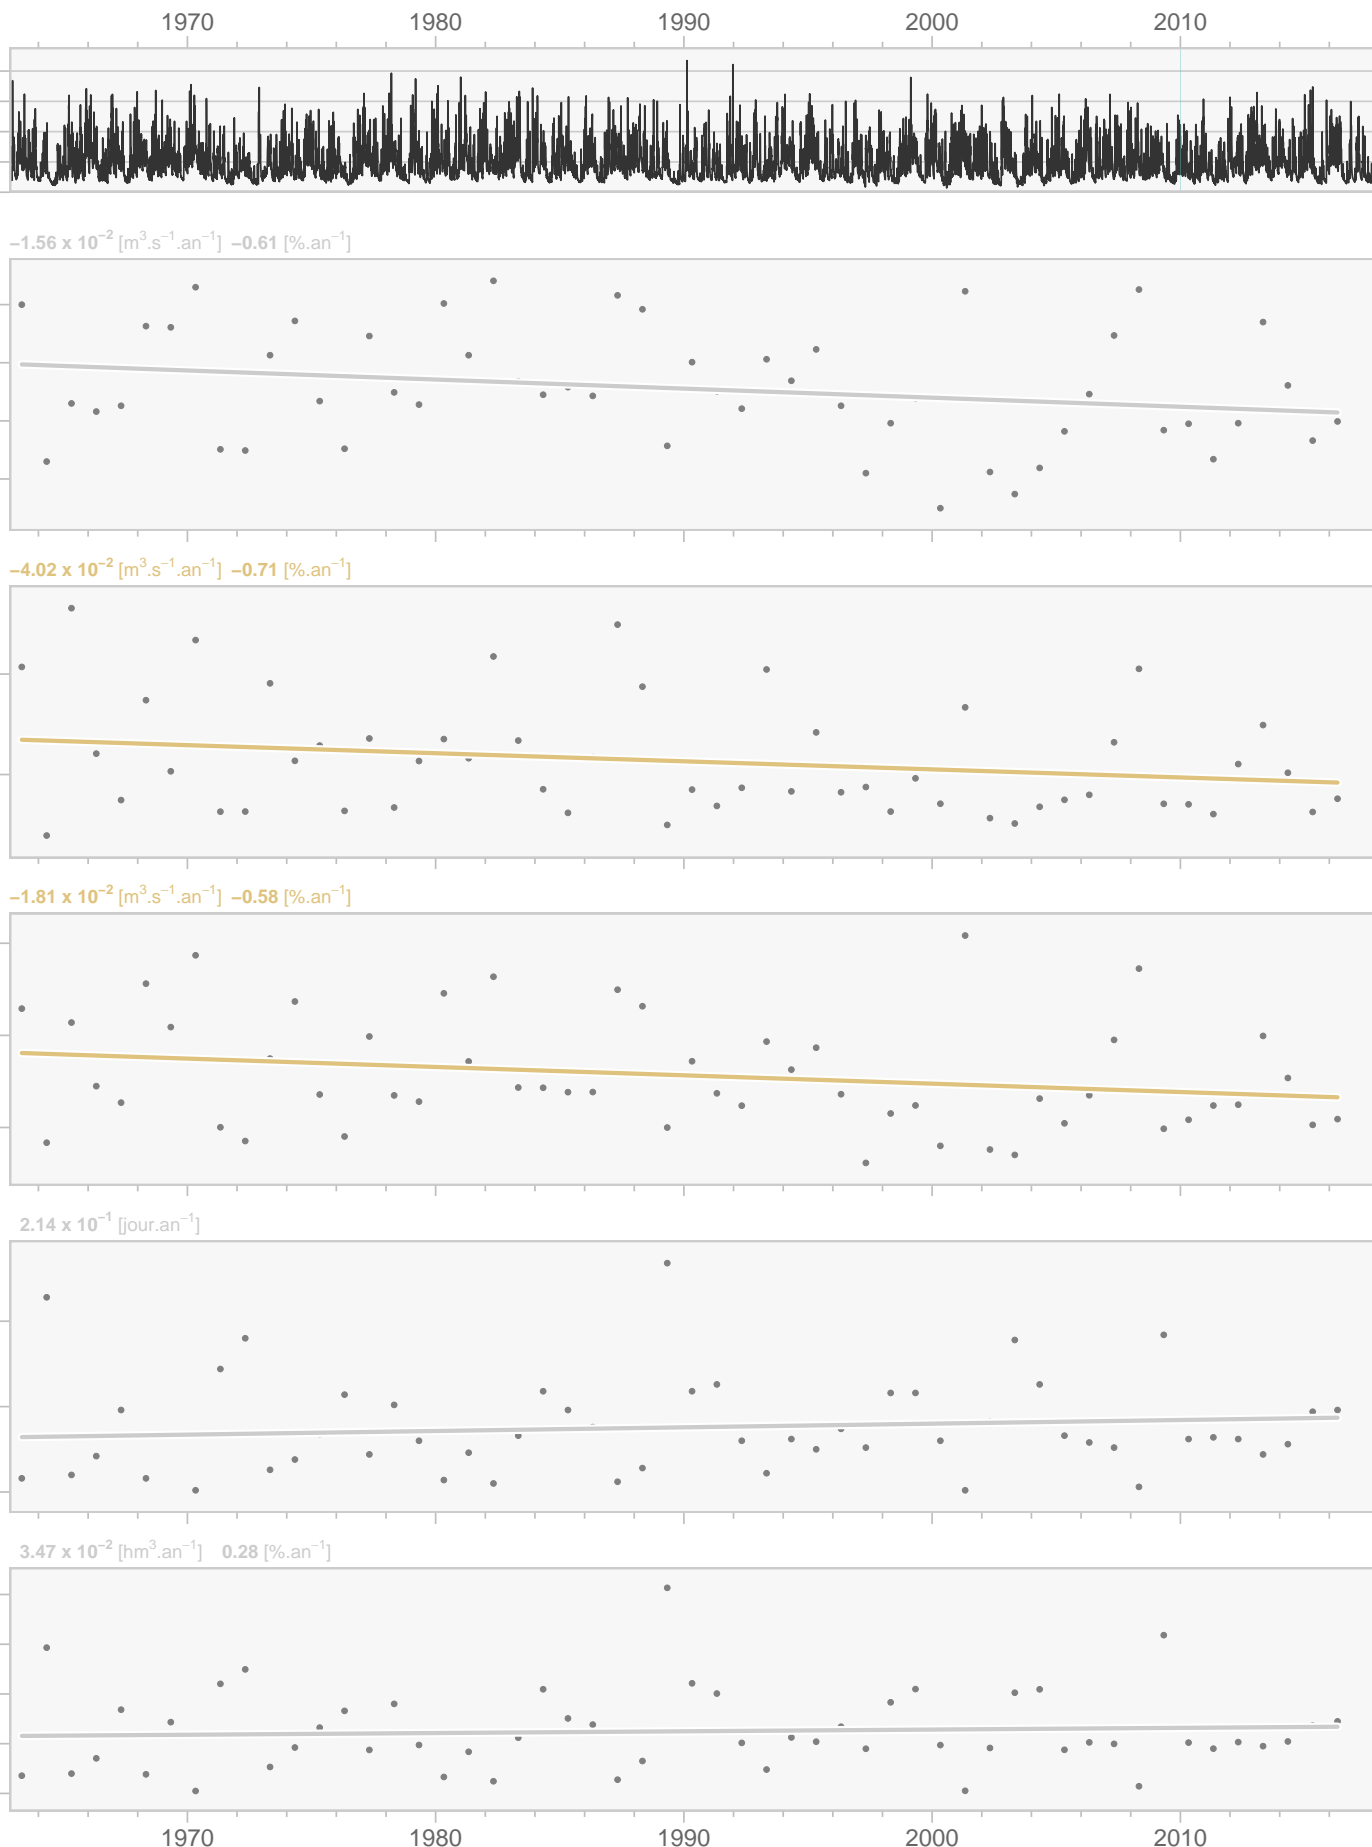 1970 1980 1990 2000 2010
−1.56 x 10⁻² [m³.s⁻¹.an⁻¹] −0.61 [%.an⁻¹]
−4.02 x 10⁻² [m³.s⁻¹.an⁻¹] −0.71 [%.an⁻¹]
−1.81 x 10⁻² [m³.s⁻¹.an⁻¹] −0.58 [%.an⁻¹]
2.14 x 10⁻¹ [jour.an⁻¹]
3.47 x 10⁻² [hm³.an⁻¹] 0.28 [%.an⁻¹]
1970 1980 1990 2000 2010